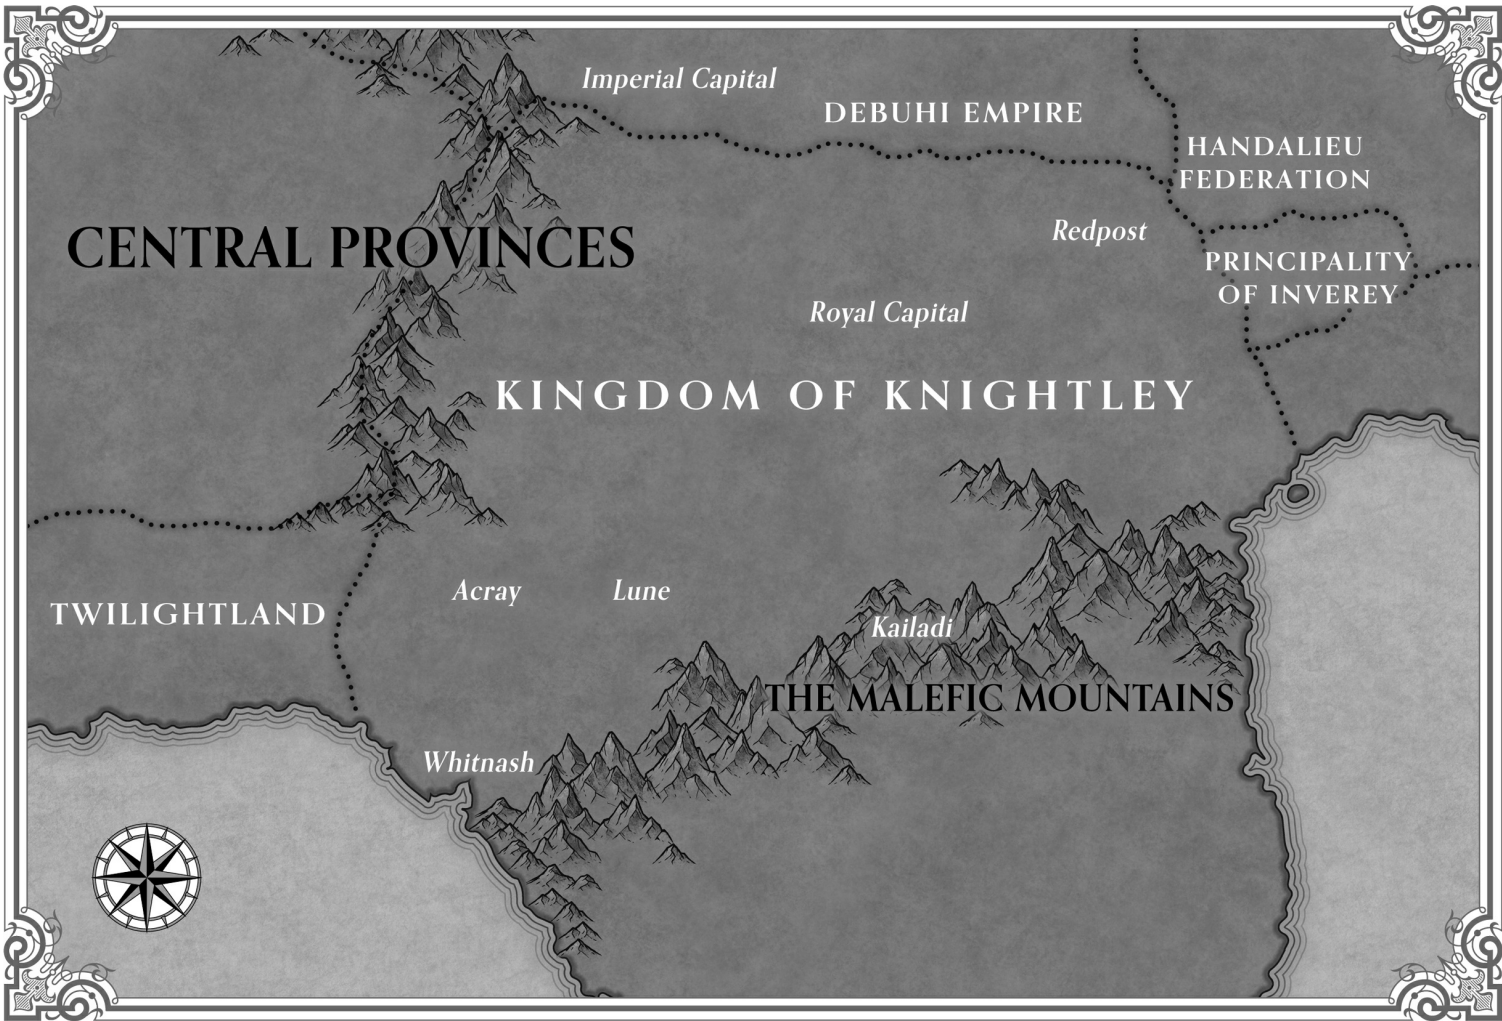 Imperial Capital
DEBUHI EMPIRE
HANDALIEU
FEDERATION
CENTRAL PROVINCES
Redpost
PRINCIPALITY
OF INVEREY
Royal Capital
KINGDOM OF KNIGHTLEY
Acray
Lune
TWILIGHTLAND
Kailadi
THE MALEFIC MOUNTAINS
Whitnash